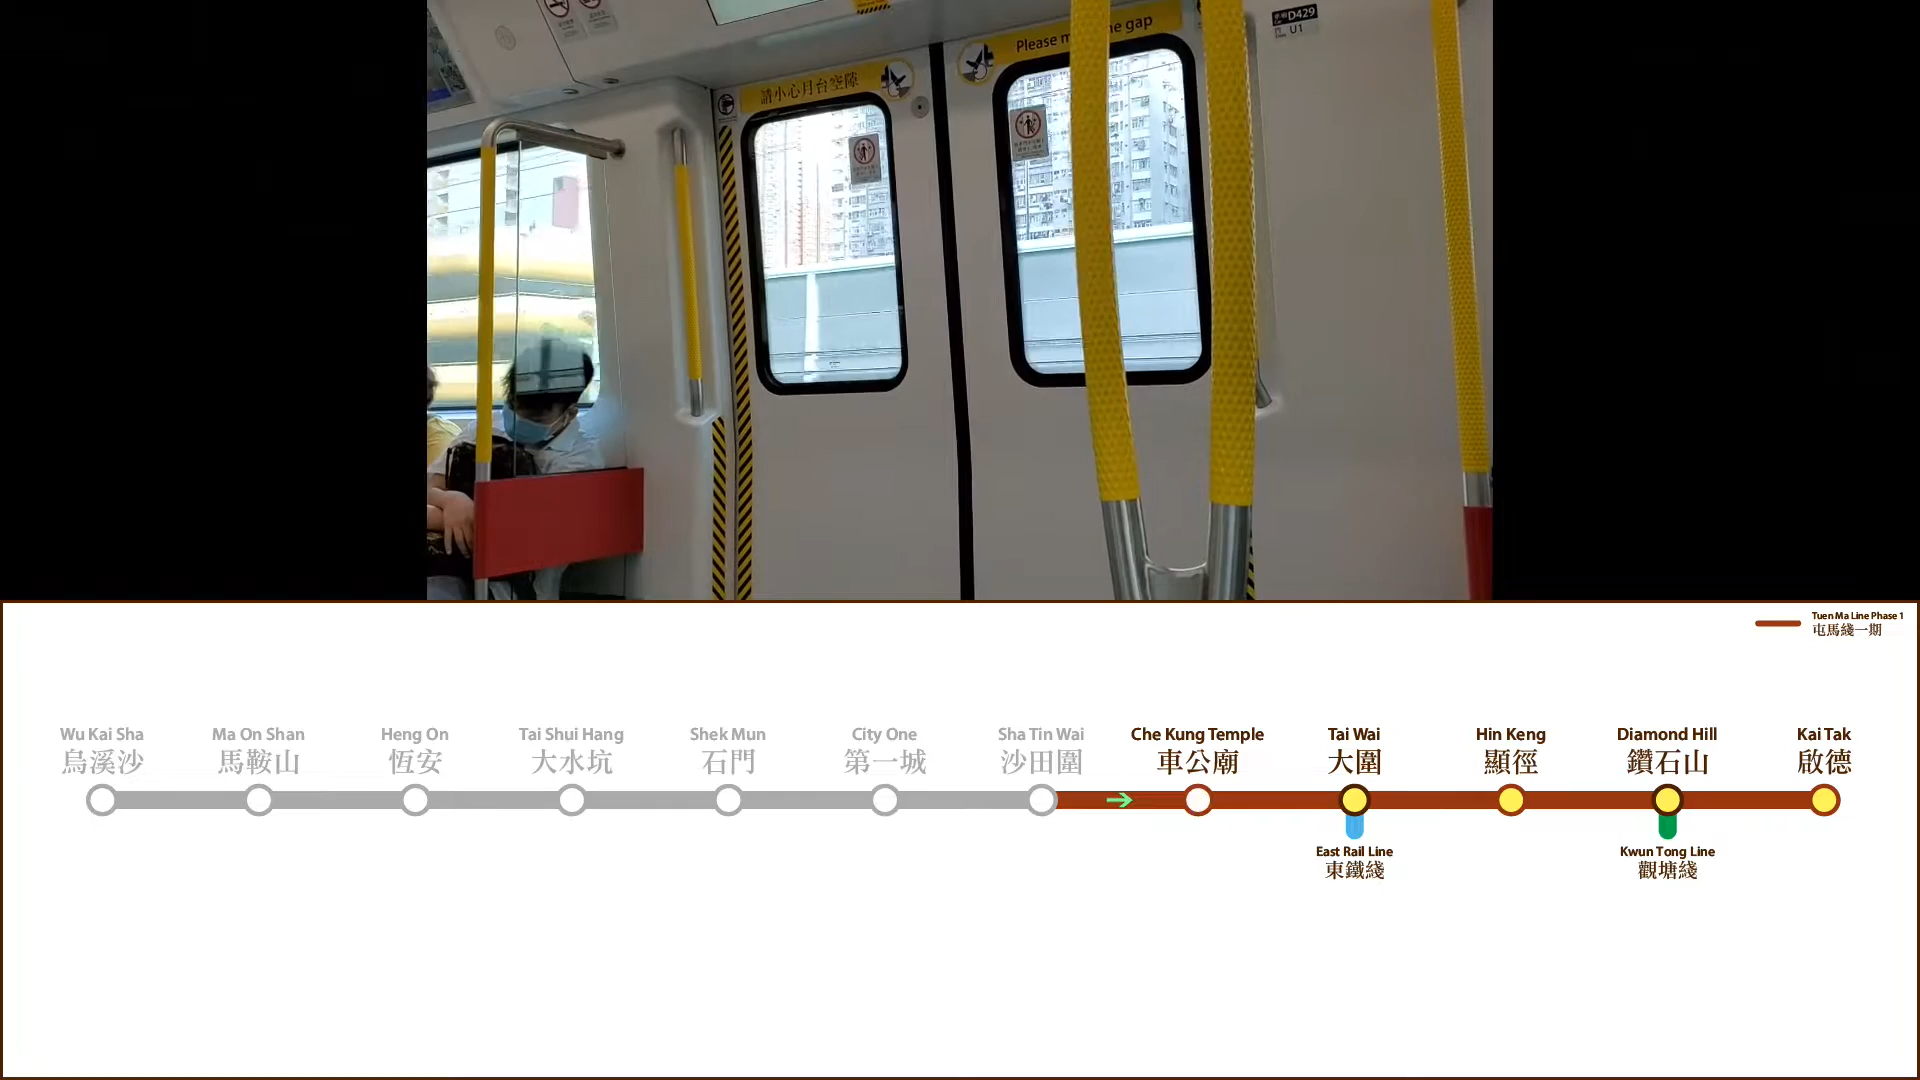 請小心月台空隙
Please m
ne gap
D429
U1
Tuen Ma Line Phase 1
屯馬綫一期
Wu Kai Sha
烏溪沙
Ma On Shan
馬鞍山
Heng On
恆安
Tai Shui Hang
大水坑
Shek Mun
石門
City One
第一城
Sha Tin Wai
沙田圍
Che Kung Temple
車公廟
Tai Wai
大圍
Hin Keng
顯徑
Diamond Hill
鑽石山
Kai Tak
啟德
East Rail Line
東鐵綫
Kwun Tong Line
觀塘綫